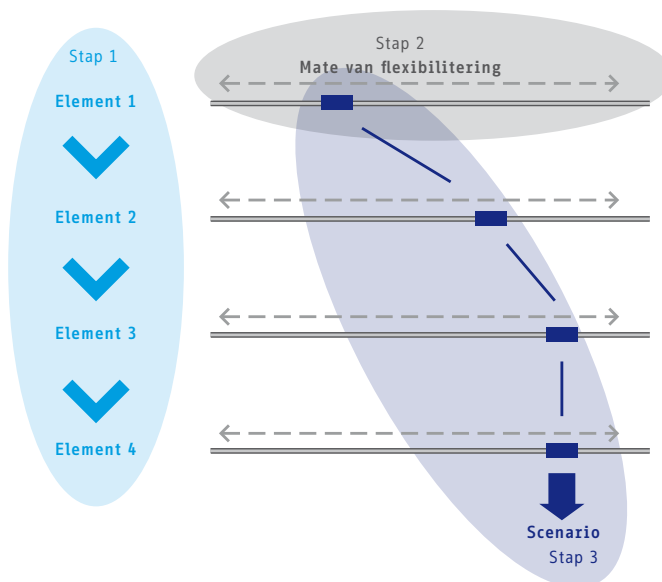 Stap 1
Stap 2
Mate van flexibilitering
Element 1
Element 2
Element 3
Element 4
Scenario
Stap 3